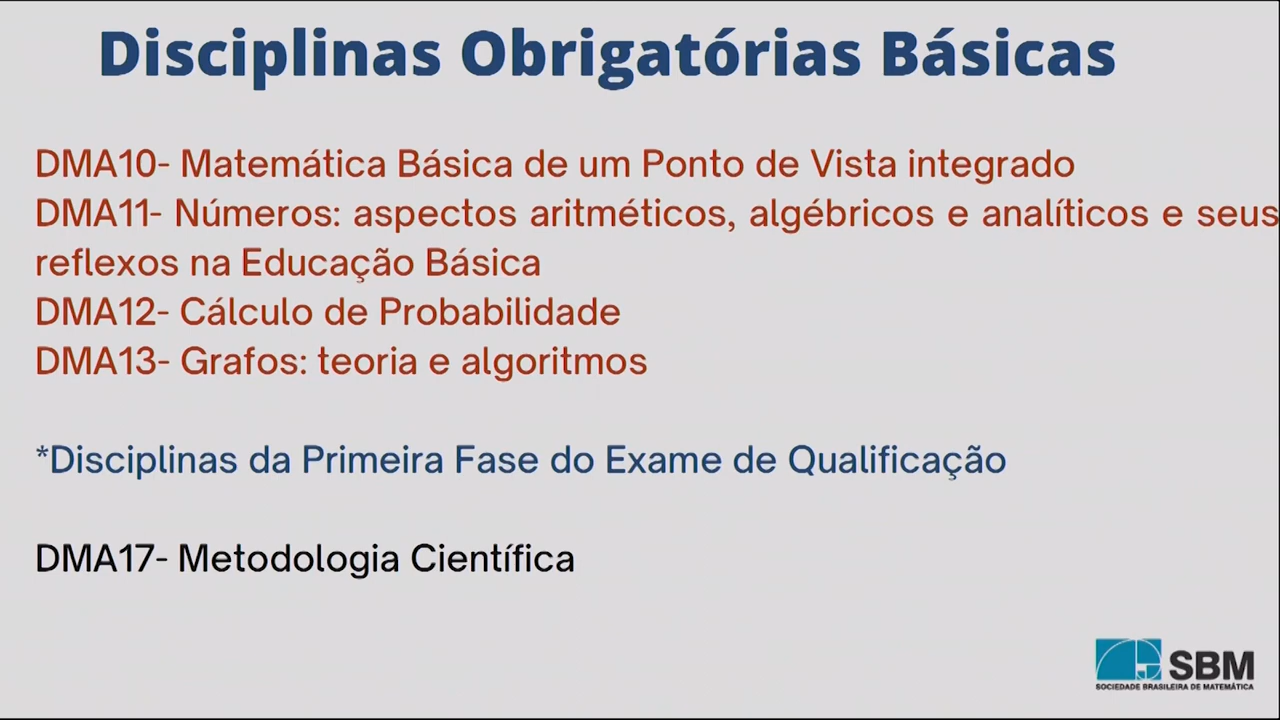 Disciplinas Obrigatórias Básicas
DMA10- Matemática Básica de um Ponto de Vista integrado
DMA11- Números: aspectos aritméticos, algébricos e analíticos e seus
reflexos na Educação Básica
DMA12- Cálculo de Probabilidade
DMA13- Grafos: teoria e algoritmos
*Disciplinas da Primeira Fase do Exame de Qualificação
DMA17- Metodologia Científica
SBM
SOCIEDADE BRASILEIRA DE MATEMÁTICA